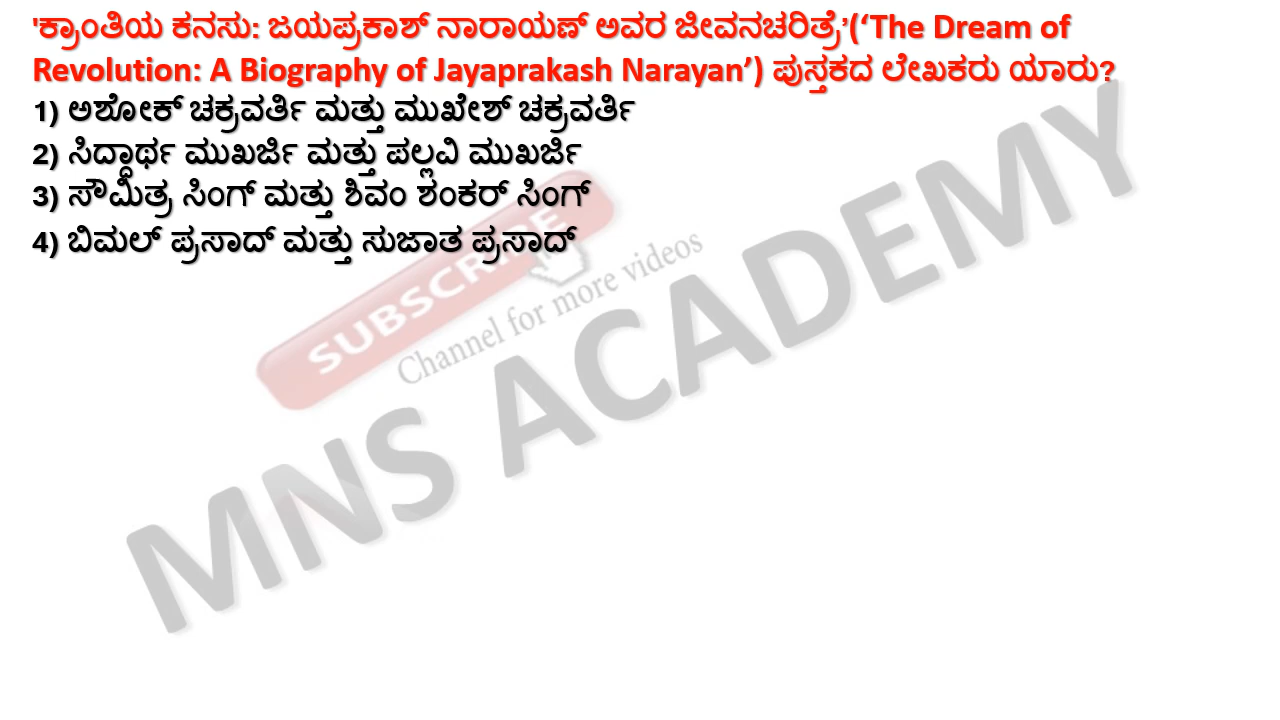 'ಕ್ರಾಂತಿಯ ಕನಸು: ಜಯಪ್ರಕಾಶ್ ನಾರಾಯಣ್ ಅವರ ಜೀವನಚರಿತ್ರೆ'(‘The Dream of
Revolution: A Biography of Jayaprakash Narayan’) ಪುಸ್ತಕದ ಲೇಖಕರು ಯಾರು?
1) ಅಶೋಕ್ ಚಕ್ರವರ್ತಿ ಮತ್ತು ಮುಖೇಶ್ ಚಕ್ರವರ್ತಿ
2) ಸಿದ್ಧಾರ್ಥ ಮುಖರ್ಜಿ ಮತ್ತು ಪಲ್ಲವಿ ಮುಖರ್ಜಿ
3) ಸೌಮಿತ್ರ ಸಿಂಗ್ ಮತ್ತು ಶಿವಂ ಶಂಕರ್ ಸಿಂಗ್
4) ಬಿಮಲ್ ಪ್ರಸಾದ್ ಮತ್ತು ಸುಜಾತ ಪ್ರಸಾದ್
SUBSCRIBE
Channel for more videos
MNS ACADEMY